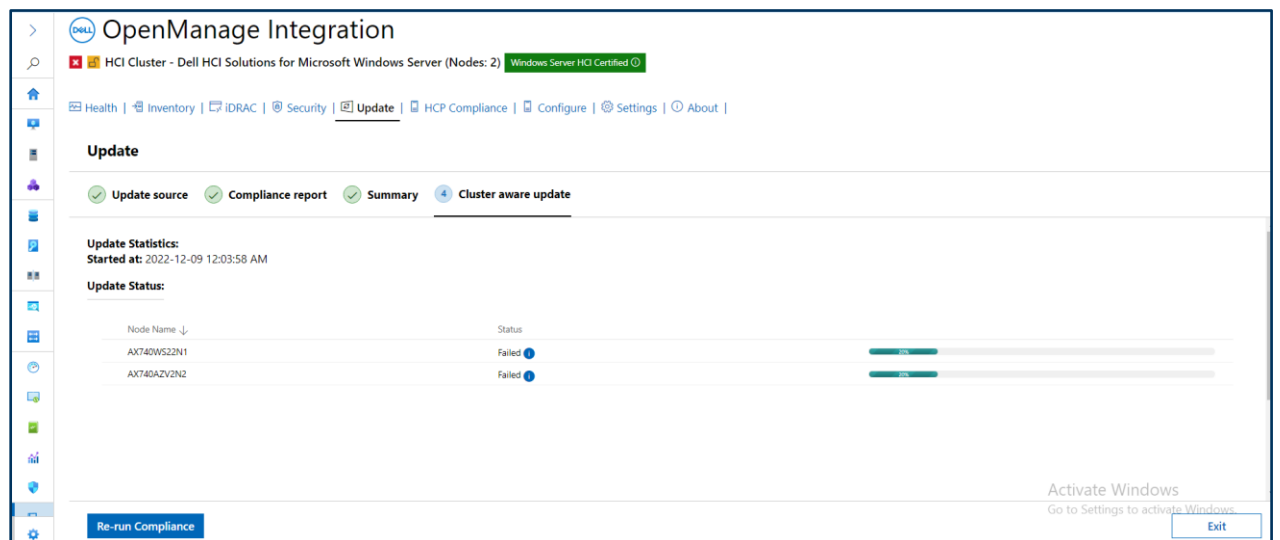 DELL OpenManage Integration
HCI Cluster - Dell HCI Solutions for Microsoft Windows Server (Nodes: 2) Windows Server HCI Certified
Health | Inventory | iDRAC | Security | Update | HCP Compliance | Configure | Settings | About |
Update
Update source Compliance report Summary 4 Cluster aware update
Update Statistics:
Started at: 2022-12-09 12:03:58 AM
Update Status:
Node Name Status
AX740WS22N1 Failed 20%
AX740AZV2N2 Failed 20%
Activate Windows
Go to Settings to activate Windows.
Re-run Compliance Exit